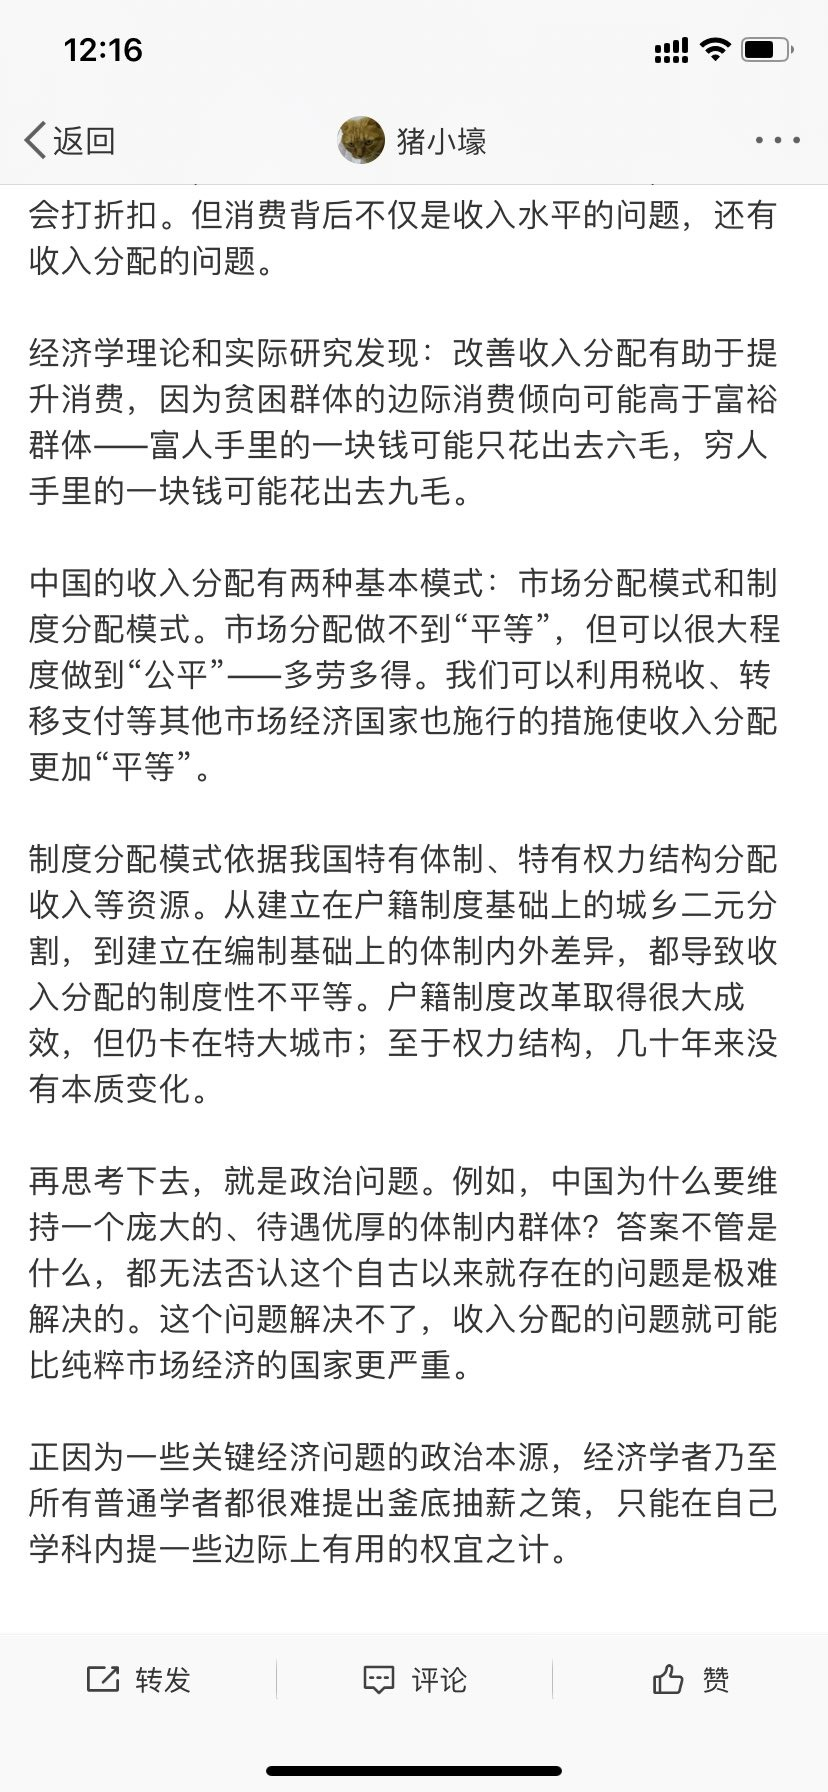 12:16
返回
猪小壕
会打折扣。但消费背后不仅是收入水平的问题，还有
收入分配的问题。
经济学理论和实际研究发现：改善收入分配有助于提
升消费，因为贫困群体的边际消费倾向可能高于富裕
群体——富人手里的一块钱可能只花出去六毛，穷人
手里的一块钱可能花出去九毛。
中国的收入分配有两种基本模式：市场分配模式和制
度分配模式。市场分配做不到“平等”，但可以很大程
度做到“公平”——多劳多得。我们可以利用税收、转
移支付等其他市场经济国家也施行的措施使收入分配
更加“平等”。
制度分配模式依据我国特有体制、特有权力结构分配
收入等资源。从建立在户籍制度基础上的城乡二元分
割，到建立在编制基础上的体制内外差异，都导致收
入分配的制度性不平等。户籍制度改革取得很大成
效，但仍卡在特大城市；至于权力结构，几十年来没
有本质变化。
再思考下去，就是政治问题。例如，中国为什么要维
持一个庞大的、待遇优厚的体制内群体？答案不管是
什么，都无法否认这个自古以来就存在的问题是极难
解决的。这个问题解决不了，收入分配的问题就可能
比纯粹市场经济的国家更严重。
正因为一些关键经济问题的政治本源，经济学者乃至
所有普通学者都很难提出釜底抽薪之策，只能在自己
学科内提一些边际上有用的权宜之计。
转发
评论
赞